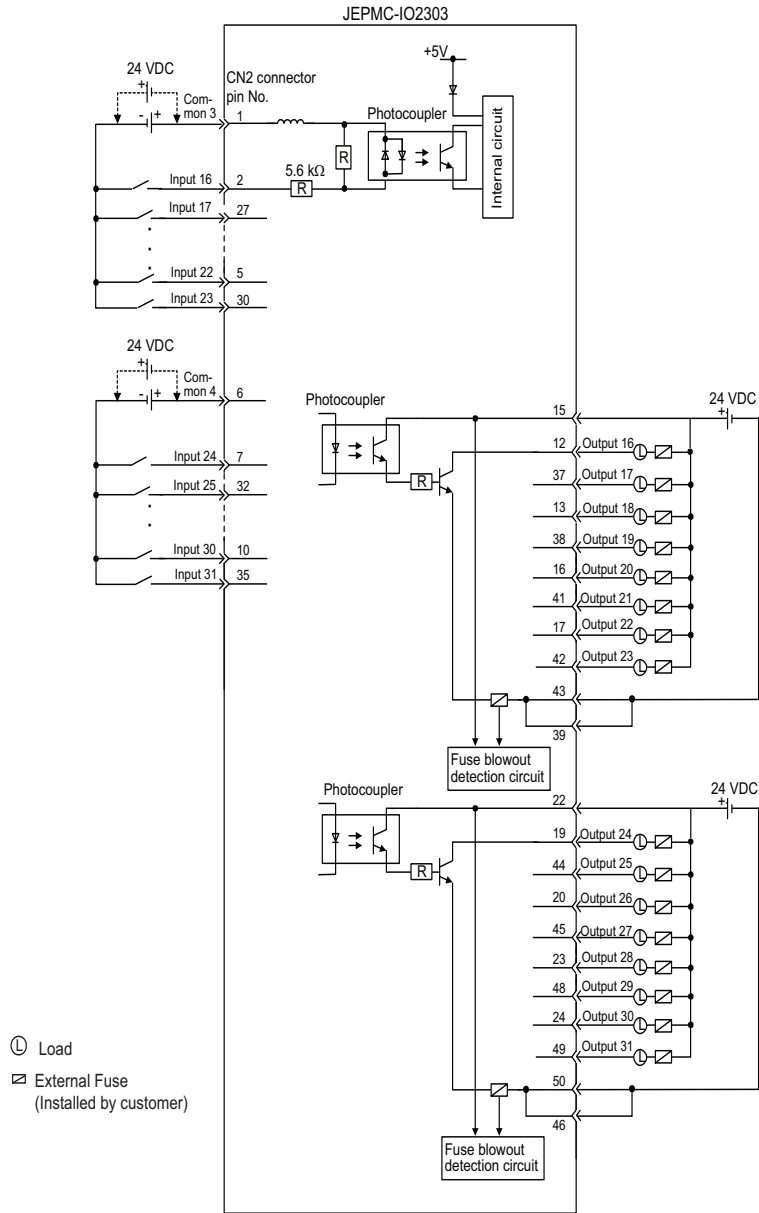 JEPMC-IO2303
+5V
24 VDC
+
CN2 connector
pin No.
Com-
mon 3
1
- +
Photocoupler
R
Internal circuit
5.6 kΩ
R
Input 16
2
Input 17
27
Input 22
5
Input 23
30
24 VDC
+
Com-
mon 4
6
- +
Input 24
7
Input 25
32
Input 30
10
Input 31
35
Photocoupler
R
15
24 VDC
+
12
Output 16
L
37
Output 17
L
13
Output 18
L
38
Output 19
L
16
Output 20
L
41
Output 21
L
17
Output 22
L
42
Output 23
L
43
39
Fuse blowout
detection circuit
Photocoupler
R
22
24 VDC
+
19
Output 24
L
44
Output 25
L
20
Output 26
L
45
Output 27
L
23
Output 28
L
48
Output 29
L
24
Output 30
L
49
Output 31
L
50
46
Fuse blowout
detection circuit
L Load
External Fuse
(Installed by customer)